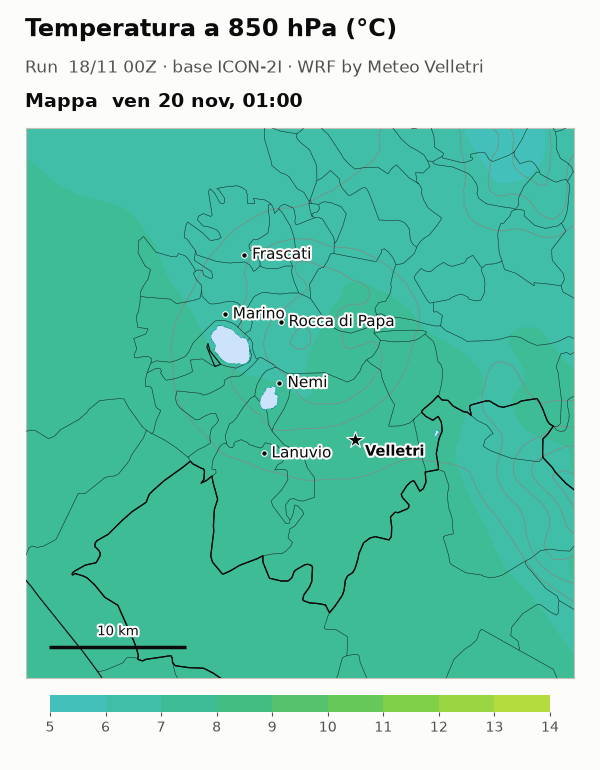 Temperatura a 850 hPa (°C)
Run  18/11 00Z · base ICON-2I · WRF by Meteo Velletri
Mappa  ven 20 nov, 01:00
Frascati
Marino
Rocca di Papa
Nemi
Velletri
Lanuvio
10 km
5 6 7 8 9 10 11 12 13 14